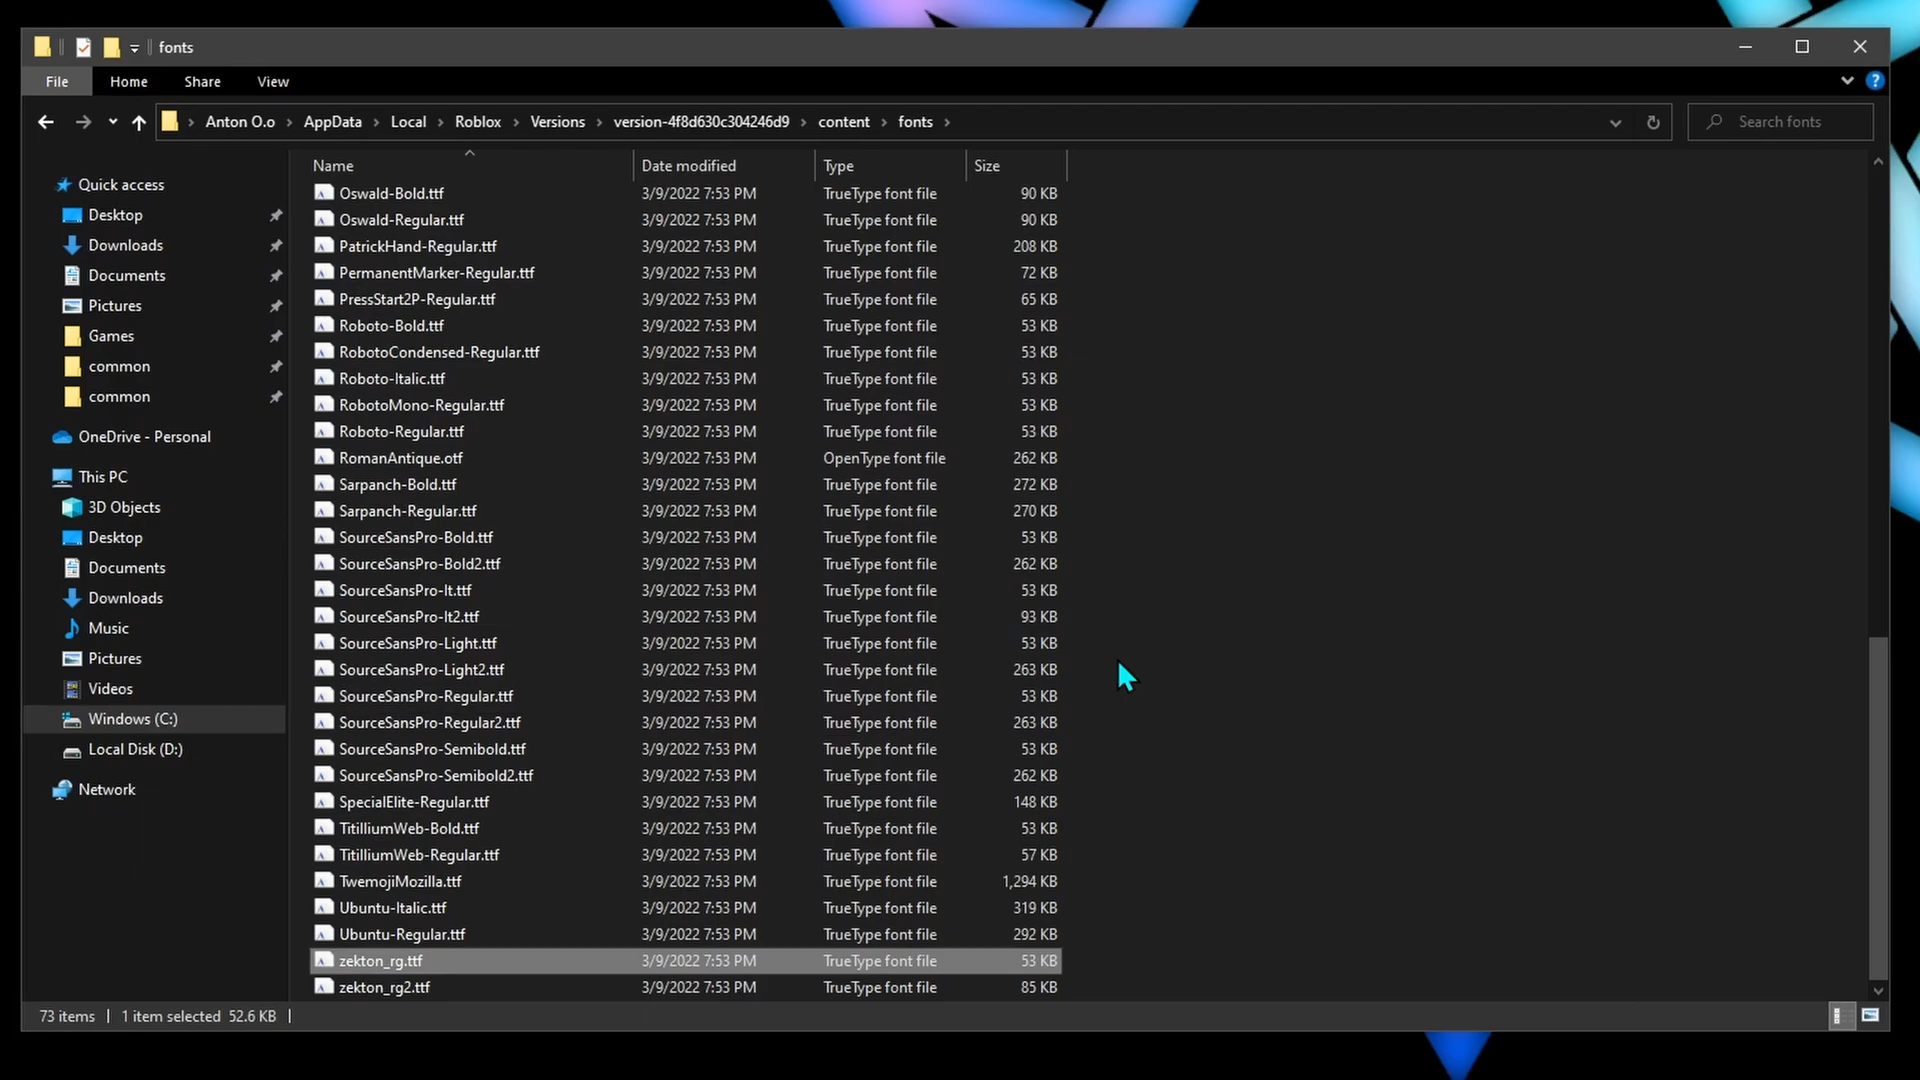 fonts
File Home Share View
Anton O.o AppData Local Roblox Versions version-4f8d630c304246d9 content fonts Search fonts
Quick access
Desktop
Downloads
Documents
Pictures
Games
common
common
OneDrive - Personal
This PC
3D Objects
Desktop
Documents
Downloads
Music
Pictures
Videos
Windows (C:)
Local Disk (D:)
Network
Name Date modified Type Size
Oswald-Bold.ttf 3/9/2022 7:53 PM TrueType font file 90 KB
Oswald-Regular.ttf 3/9/2022 7:53 PM TrueType font file 90 KB
PatrickHand-Regular.ttf 3/9/2022 7:53 PM TrueType font file 208 KB
PermanentMarker-Regular.ttf 3/9/2022 7:53 PM TrueType font file 72 KB
PressStart2P-Regular.ttf 3/9/2022 7:53 PM TrueType font file 65 KB
Roboto-Bold.ttf 3/9/2022 7:53 PM TrueType font file 53 KB
RobotoCondensed-Regular.ttf 3/9/2022 7:53 PM TrueType font file 53 KB
Roboto-Italic.ttf 3/9/2022 7:53 PM TrueType font file 53 KB
RobotoMono-Regular.ttf 3/9/2022 7:53 PM TrueType font file 53 KB
Roboto-Regular.ttf 3/9/2022 7:53 PM TrueType font file 53 KB
RomanAntique.otf 3/9/2022 7:53 PM OpenType font file 262 KB
Sarpanch-Bold.ttf 3/9/2022 7:53 PM TrueType font file 272 KB
Sarpanch-Regular.ttf 3/9/2022 7:53 PM TrueType font file 270 KB
SourceSansPro-Bold.ttf 3/9/2022 7:53 PM TrueType font file 53 KB
SourceSansPro-Bold2.ttf 3/9/2022 7:53 PM TrueType font file 262 KB
SourceSansPro-It.ttf 3/9/2022 7:53 PM TrueType font file 53 KB
SourceSansPro-It2.ttf 3/9/2022 7:53 PM TrueType font file 93 KB
SourceSansPro-Light.ttf 3/9/2022 7:53 PM TrueType font file 53 KB
SourceSansPro-Light2.ttf 3/9/2022 7:53 PM TrueType font file 263 KB
SourceSansPro-Regular.ttf 3/9/2022 7:53 PM TrueType font file 53 KB
SourceSansPro-Regular2.ttf 3/9/2022 7:53 PM TrueType font file 263 KB
SourceSansPro-Semibold.ttf 3/9/2022 7:53 PM TrueType font file 53 KB
SourceSansPro-Semibold2.ttf 3/9/2022 7:53 PM TrueType font file 262 KB
SpecialElite-Regular.ttf 3/9/2022 7:53 PM TrueType font file 148 KB
TitilliumWeb-Bold.ttf 3/9/2022 7:53 PM TrueType font file 53 KB
TitilliumWeb-Regular.ttf 3/9/2022 7:53 PM TrueType font file 57 KB
TwemojiMozilla.ttf 3/9/2022 7:53 PM TrueType font file 1,294 KB
Ubuntu-Italic.ttf 3/9/2022 7:53 PM TrueType font file 319 KB
Ubuntu-Regular.ttf 3/9/2022 7:53 PM TrueType font file 292 KB
zekton_rg.ttf 3/9/2022 7:53 PM TrueType font file 53 KB
zekton_rg2.ttf 3/9/2022 7:53 PM TrueType font file 85 KB
73 items 1 item selected 52.6 KB